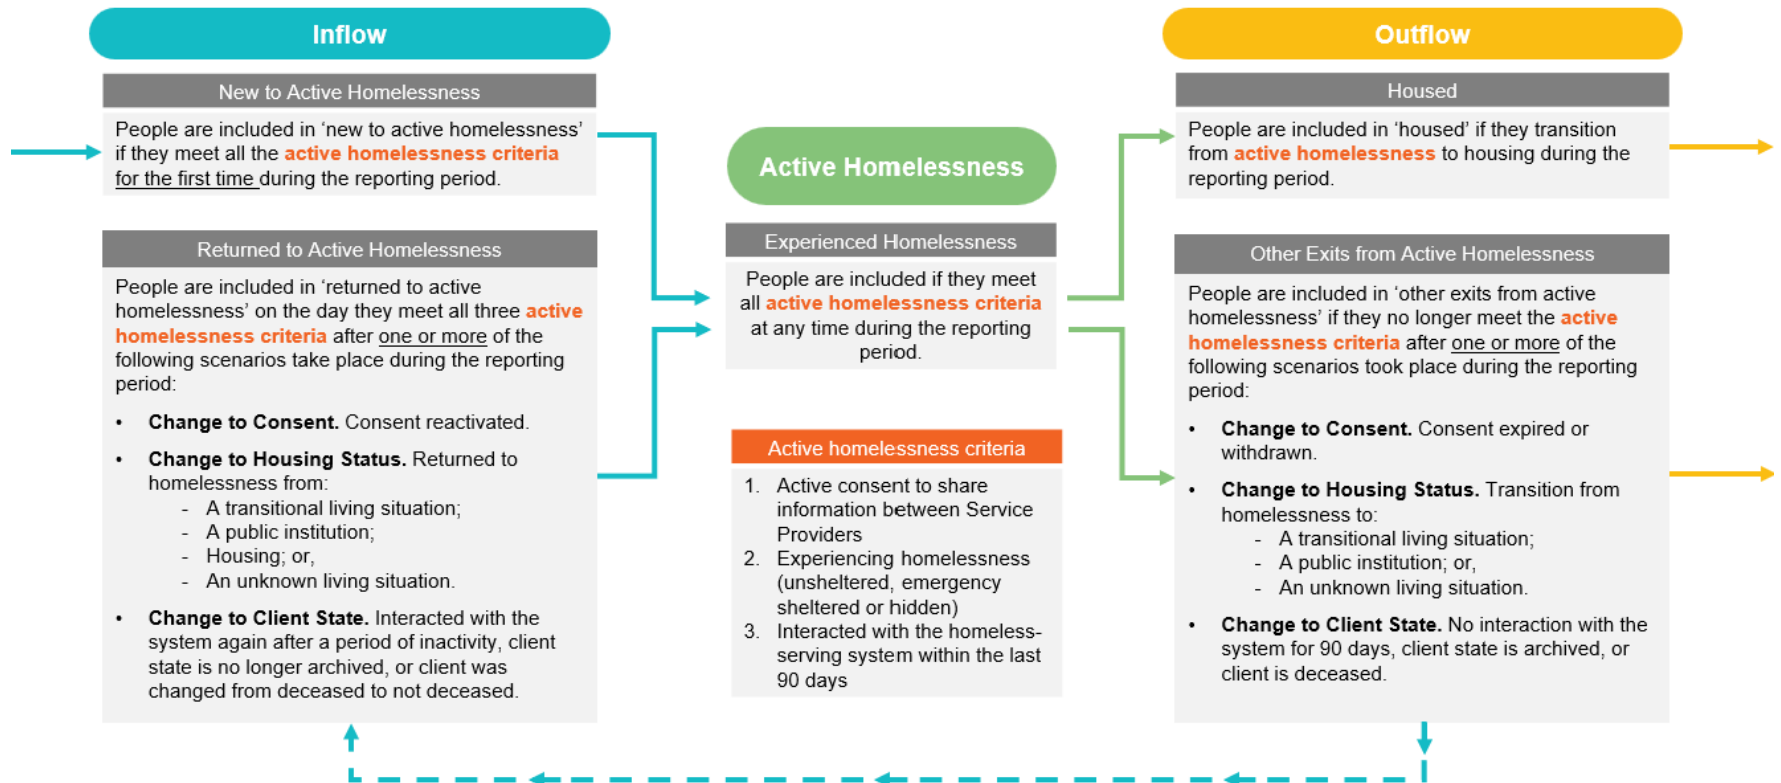 Inflow
New to Active Homelessness
People are included in ‘new to active homelessness’
if they meet all the active homelessness criteria
for the first time during the reporting period.
Returned to Active Homelessness
People are included in ‘returned to active
homelessness’ on the day they meet all three active
homelessness criteria after one or more of the
following scenarios take place during the reporting
period:
• Change to Consent. Consent reactivated.
• Change to Housing Status. Returned to
homelessness from:
- A transitional living situation;
- A public institution;
- Housing; or,
- An unknown living situation.
• Change to Client State. Interacted with the
system again after a period of inactivity, client
state is no longer archived, or client was
changed from deceased to not deceased.
Active Homelessness
Experienced Homelessness
People are included if they meet
all active homelessness criteria
at any time during the reporting
period.
Active homelessness criteria
1. Active consent to share
information between Service
Providers
2. Experiencing homelessness
(unsheltered, emergency
sheltered or hidden)
3. Interacted with the homeless-
serving system within the last
90 days
Outflow
Housed
People are included in ‘housed’ if they transition
from active homelessness to housing during the
reporting period.
Other Exits from Active Homelessness
People are included in ‘other exits from active
homelessness’ if they no longer meet the active
homelessness criteria after one or more of the
following scenarios took place during the reporting
period:
• Change to Consent. Consent expired or
withdrawn.
• Change to Housing Status. Transition from
homelessness to:
- A transitional living situation;
- A public institution; or,
- An unknown living situation.
• Change to Client State. No interaction with the
system for 90 days, client state is archived, or
client is deceased.